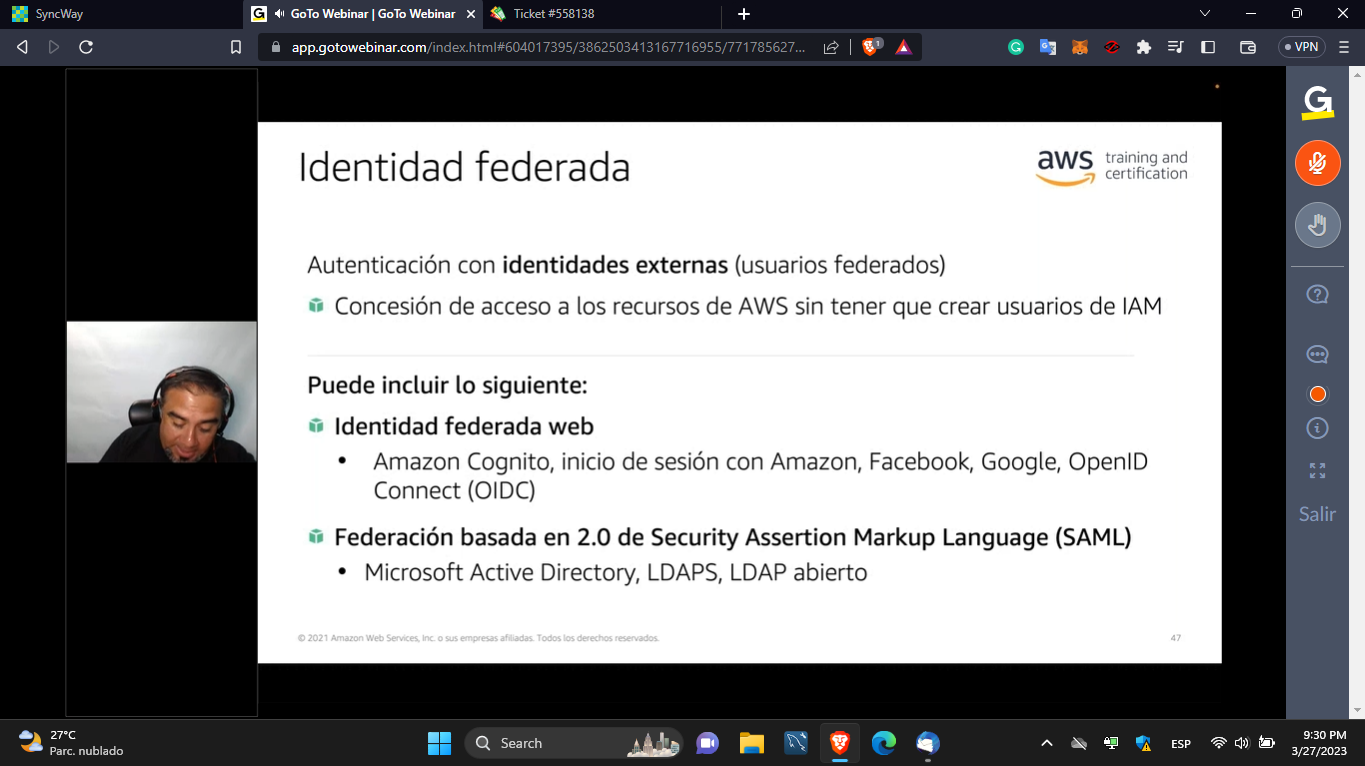 SyncWay
GoTo Webinar | GoTo Webinar
Ticket #558138
app.gotowebinar.com/index.html#604017395/3862503413167716955/771785627...
1
VPN
Identidad federada
aws training and
certification
Autenticación con identidades externas (usuarios federados)
Concesión de acceso a los recursos de AWS sin tener que crear usuarios de IAM
Puede incluir lo siguiente:
Identidad federada web
• Amazon Cognito, inicio de sesión con Amazon, Facebook, Google, OpenID
Connect (OIDC)
Federación basada en 2.0 de Security Assertion Markup Language (SAML)
• Microsoft Active Directory, LDAPS, LDAP abierto
© 2021 Amazon Web Services, Inc. o sus empresas afiliadas. Todos los derechos reservados.
47
G
Salir
27°C
Parc. nublado
Search
ESP
9:30 PM
3/27/2023